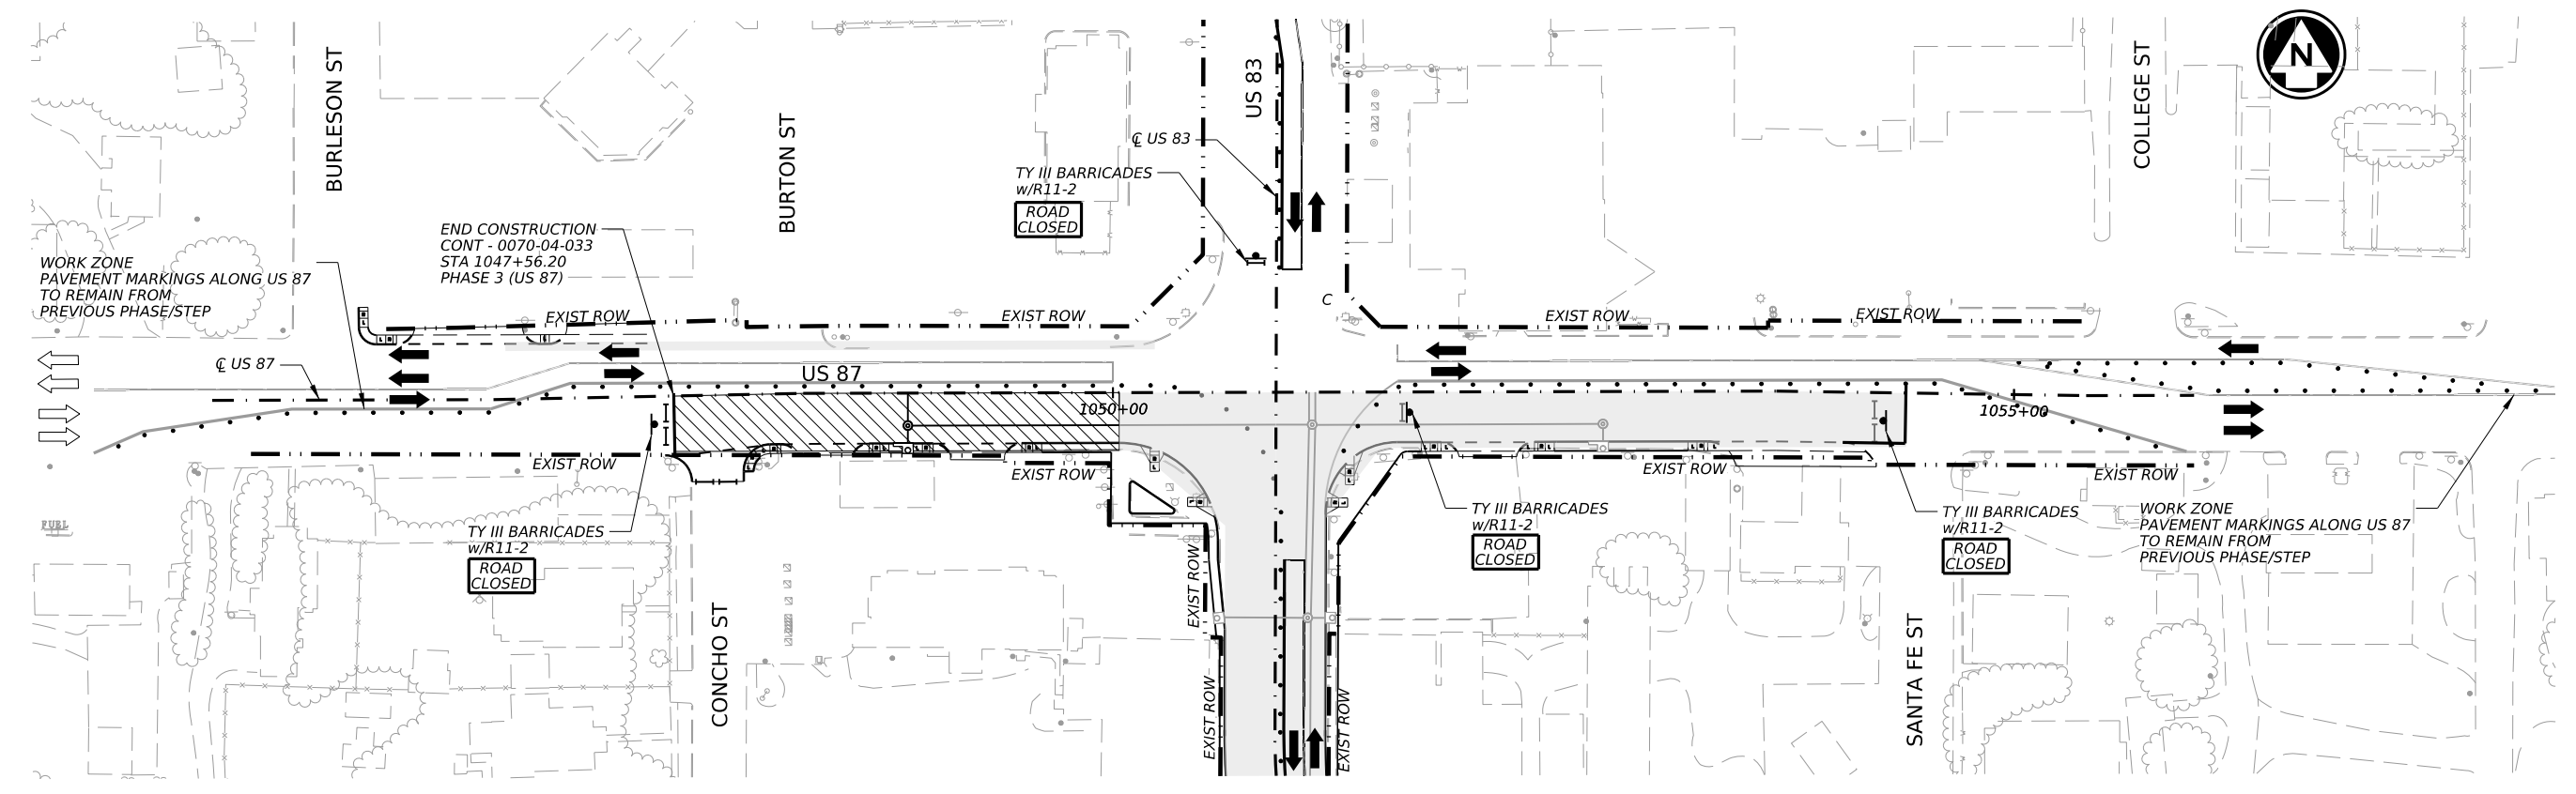 BURLESON ST
BURTON ST
US 83
COLLEGE ST
N
℄ US 83
TY III BARRICADES
w/R11-2
ROAD
CLOSED
END CONSTRUCTION
CONT - 0070-04-033
STA 1047+56.20
PHASE 3 (US 87)
WORK ZONE
PAVEMENT MARKINGS ALONG US 87
TO REMAIN FROM
PREVIOUS PHASE/STEP
C
EXIST ROW
EXIST ROW
EXIST ROW
EXIST ROW
℄ US 87
US 87
1050+00
1055+00
EXIST ROW
EXIST ROW
EXIST ROW
EXIST ROW
FUEL
TY III BARRICADES
w/R11-2
ROAD
CLOSED
TY III BARRICADES
w/R11-2
ROAD
CLOSED
TY III BARRICADES
w/R11-2
ROAD
CLOSED
WORK ZONE
PAVEMENT MARKINGS ALONG US 87
TO REMAIN FROM
PREVIOUS PHASE/STEP
EXIST ROW
CONCHO ST
EXIST ROW
EXIST ROW
SANTA FE ST